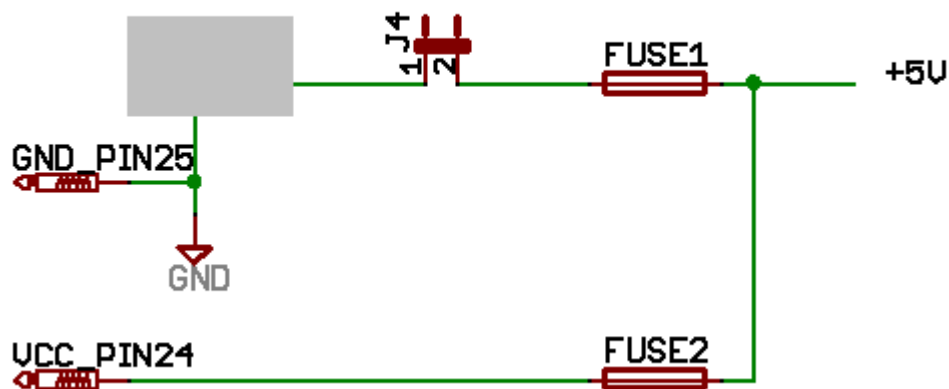 J4
1 2
FUSE1
+5V
GND_PIN25
GND
VCC_PIN24
FUSE2